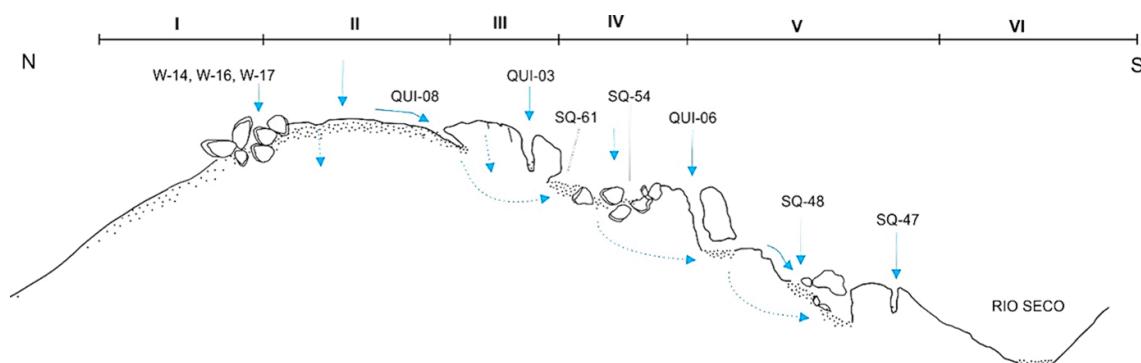 I
II
III
IV
V
VI
N
S
W-14, W-16, W-17
QUI-08
QUI-03
SQ-61
SQ-54
QUI-06
SQ-48
SQ-47
RIO SECO